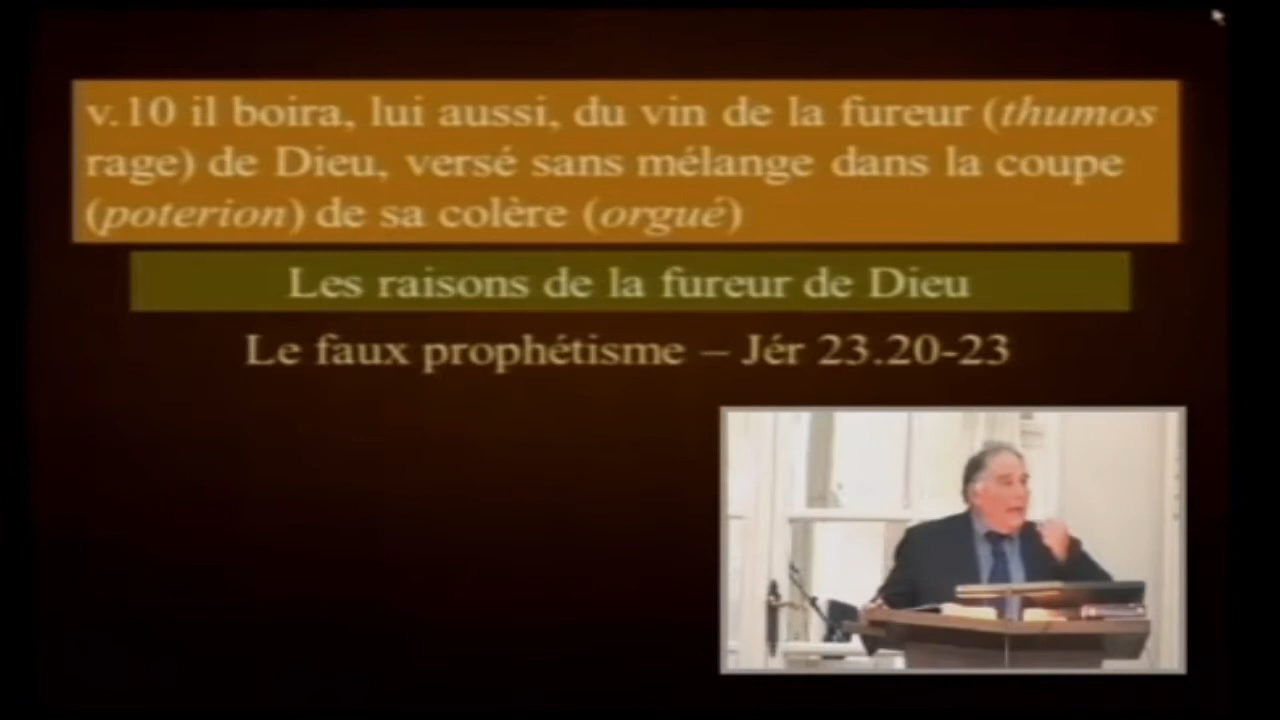 v.10 il boira, lui aussi, du vin de la fureur (thumos
rage) de Dieu, versé sans mélange dans la coupe
(poterion) de sa colère (orgué)
Les raisons de la fureur de Dieu
Le faux prophétisme – Jér 23.20-23